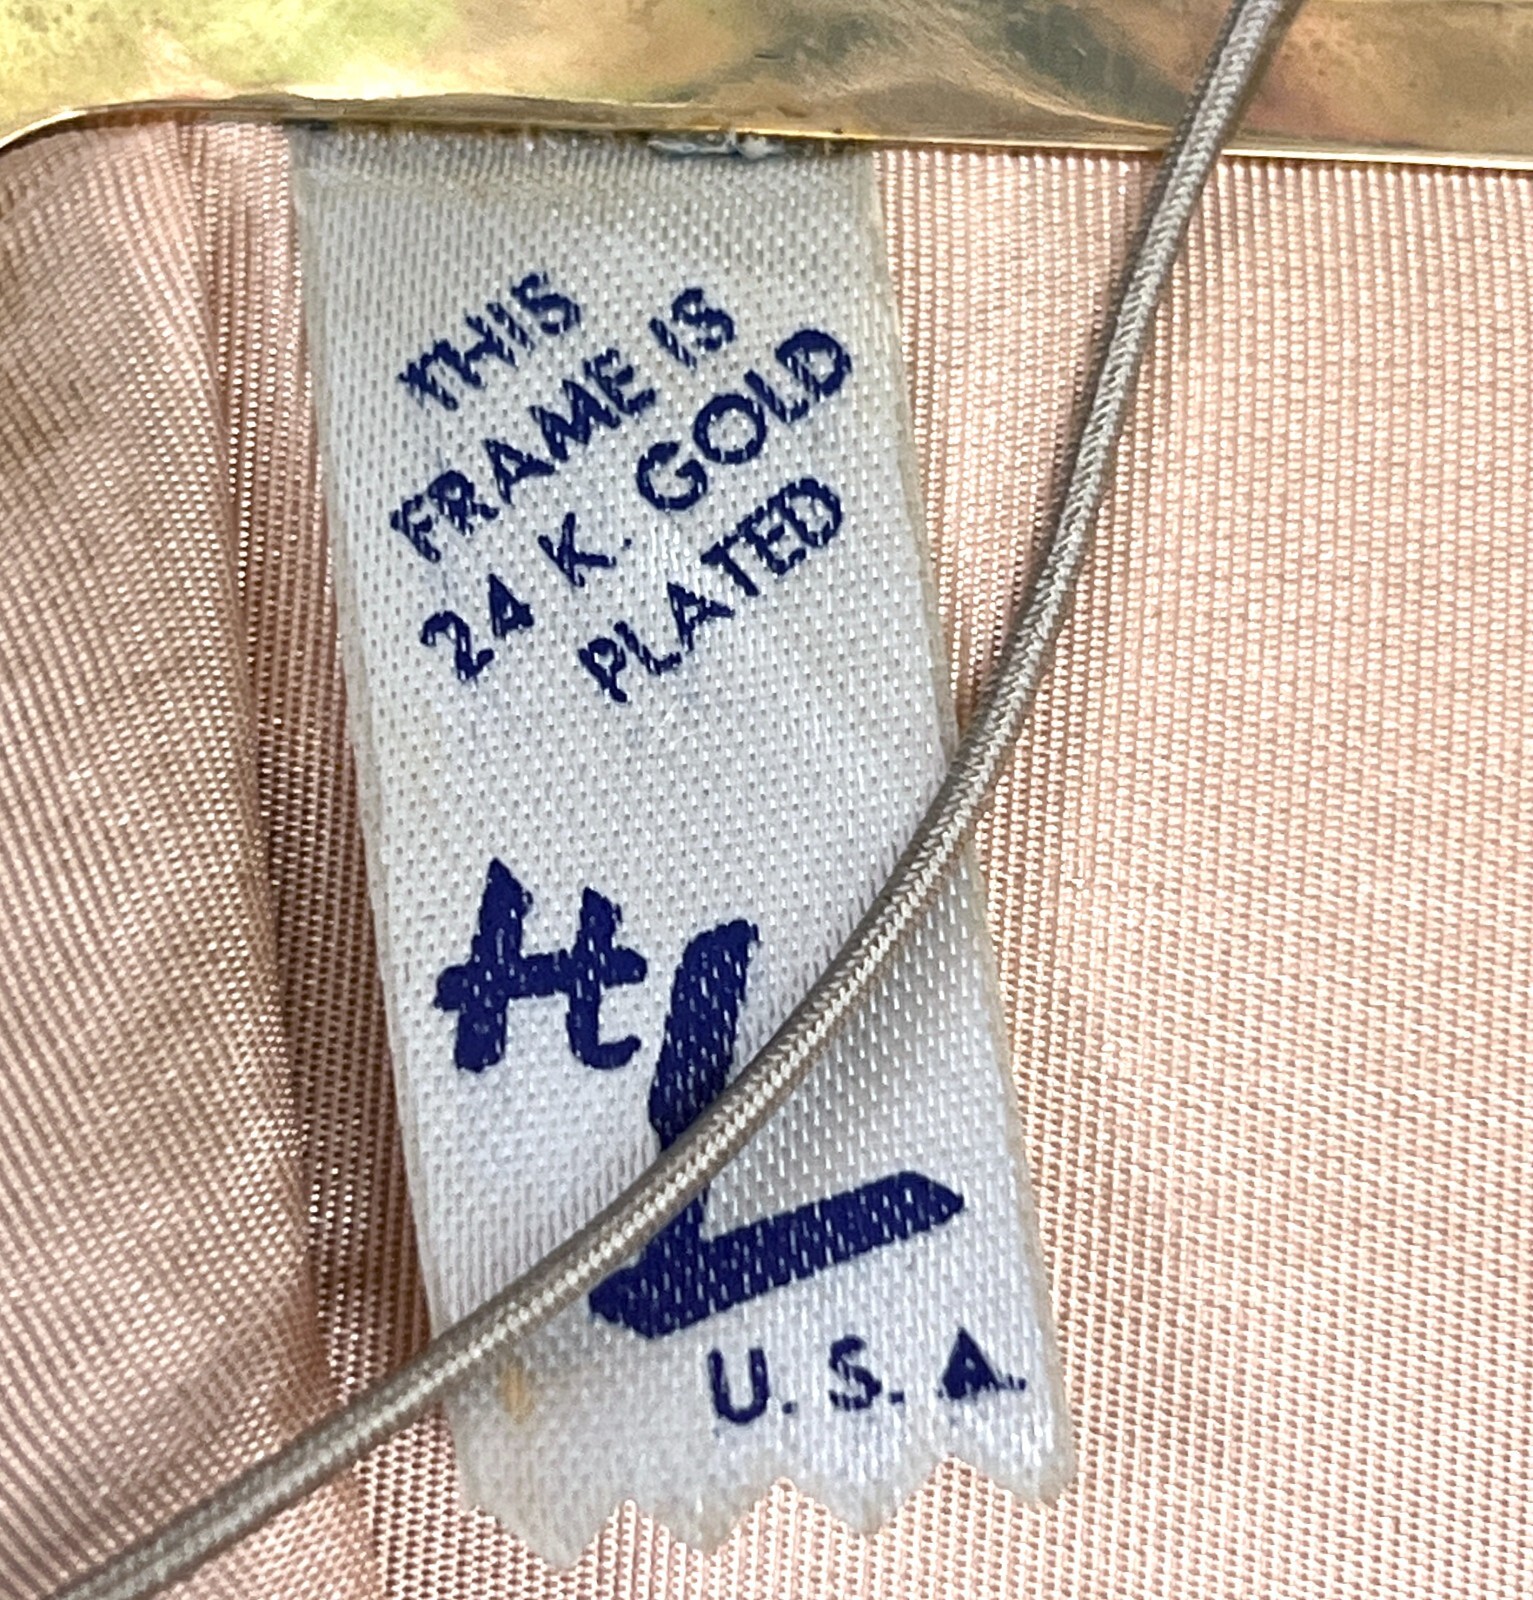 THIS
FRAME IS
24 K. GOLD
PLATED
HL
U. S. A.